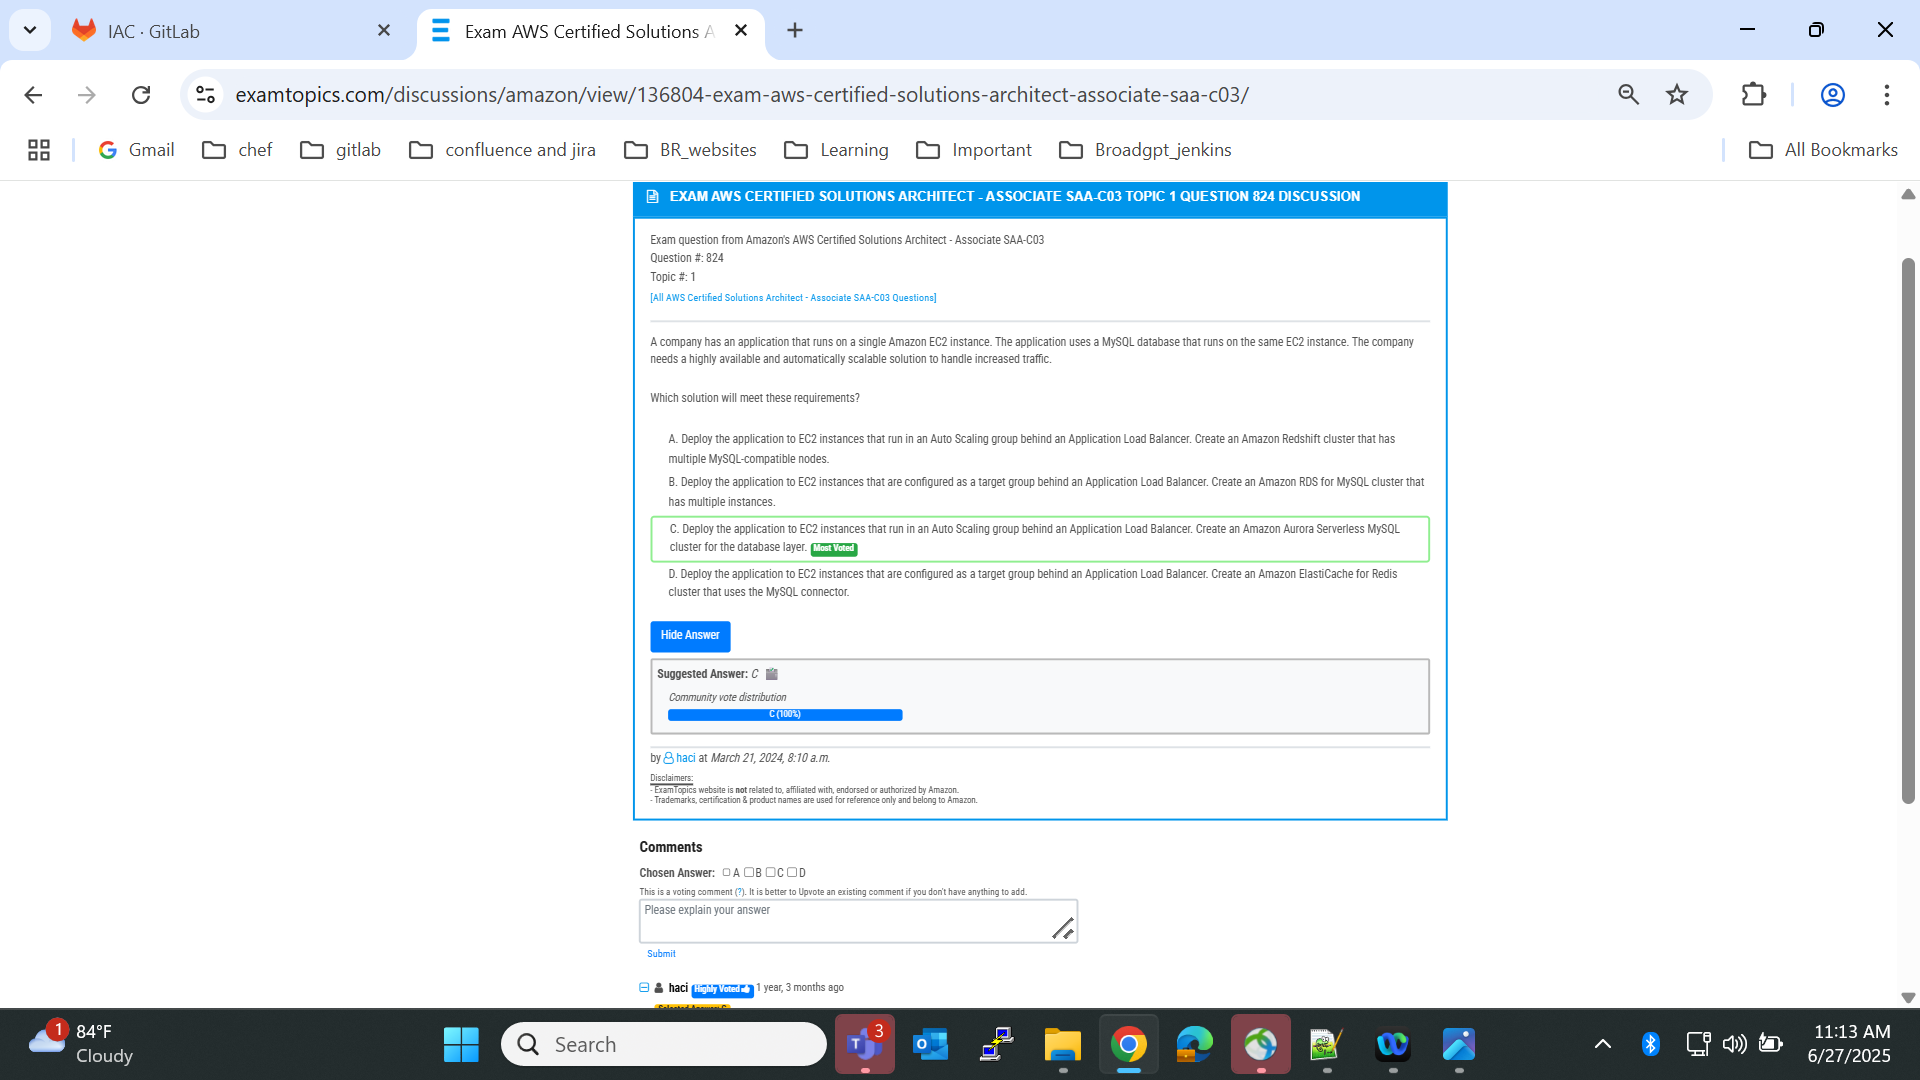 IAC · GitLab
Exam AWS Certified Solutions A
examtopics.com/discussions/amazon/view/136804-exam-aws-certified-solutions-architect-associate-saa-c03/
Gmail
chef
gitlab
confluence and jira
BR_websites
Learning
Important
Broadgpt_jenkins
All Bookmarks
EXAM AWS CERTIFIED SOLUTIONS ARCHITECT - ASSOCIATE SAA-C03 TOPIC 1 QUESTION 824 DISCUSSION
Exam question from Amazon's AWS Certified Solutions Architect - Associate SAA-C03
Question #: 824
Topic #: 1
[All AWS Certified Solutions Architect - Associate SAA-C03 Questions]
A company has an application that runs on a single Amazon EC2 instance. The application uses a MySQL database that runs on the same EC2 instance. The company
needs a highly available and automatically scalable solution to handle increased traffic.
Which solution will meet these requirements?
A. Deploy the application to EC2 instances that run in an Auto Scaling group behind an Application Load Balancer. Create an Amazon Redshift cluster that has
multiple MySQL-compatible nodes.
B. Deploy the application to EC2 instances that are configured as a target group behind an Application Load Balancer. Create an Amazon RDS for MySQL cluster that
has multiple instances.
C. Deploy the application to EC2 instances that run in an Auto Scaling group behind an Application Load Balancer. Create an Amazon Aurora Serverless MySQL
cluster for the database layer. Most Voted
D. Deploy the application to EC2 instances that are configured as a target group behind an Application Load Balancer. Create an Amazon ElastiCache for Redis
cluster that uses the MySQL connector.
Hide Answer
Suggested Answer: C
Community vote distribution
C (100%)
by haci at March 21, 2024, 8:10 a.m.
Disclaimers:
- ExamTopics website is not related to, affiliated with, endorsed or authorized by Amazon.
- Trademarks, certification & product names are used for reference only and belong to Amazon.
Comments
Chosen Answer: A B C D
This is a voting comment (?). It is better to Upvote an existing comment if you don't have anything to add.
Please explain your answer
Submit
haci Highly Voted 1 year, 3 months ago
1
84°F
Cloudy
Search
3
11:13 AM
6/27/2025